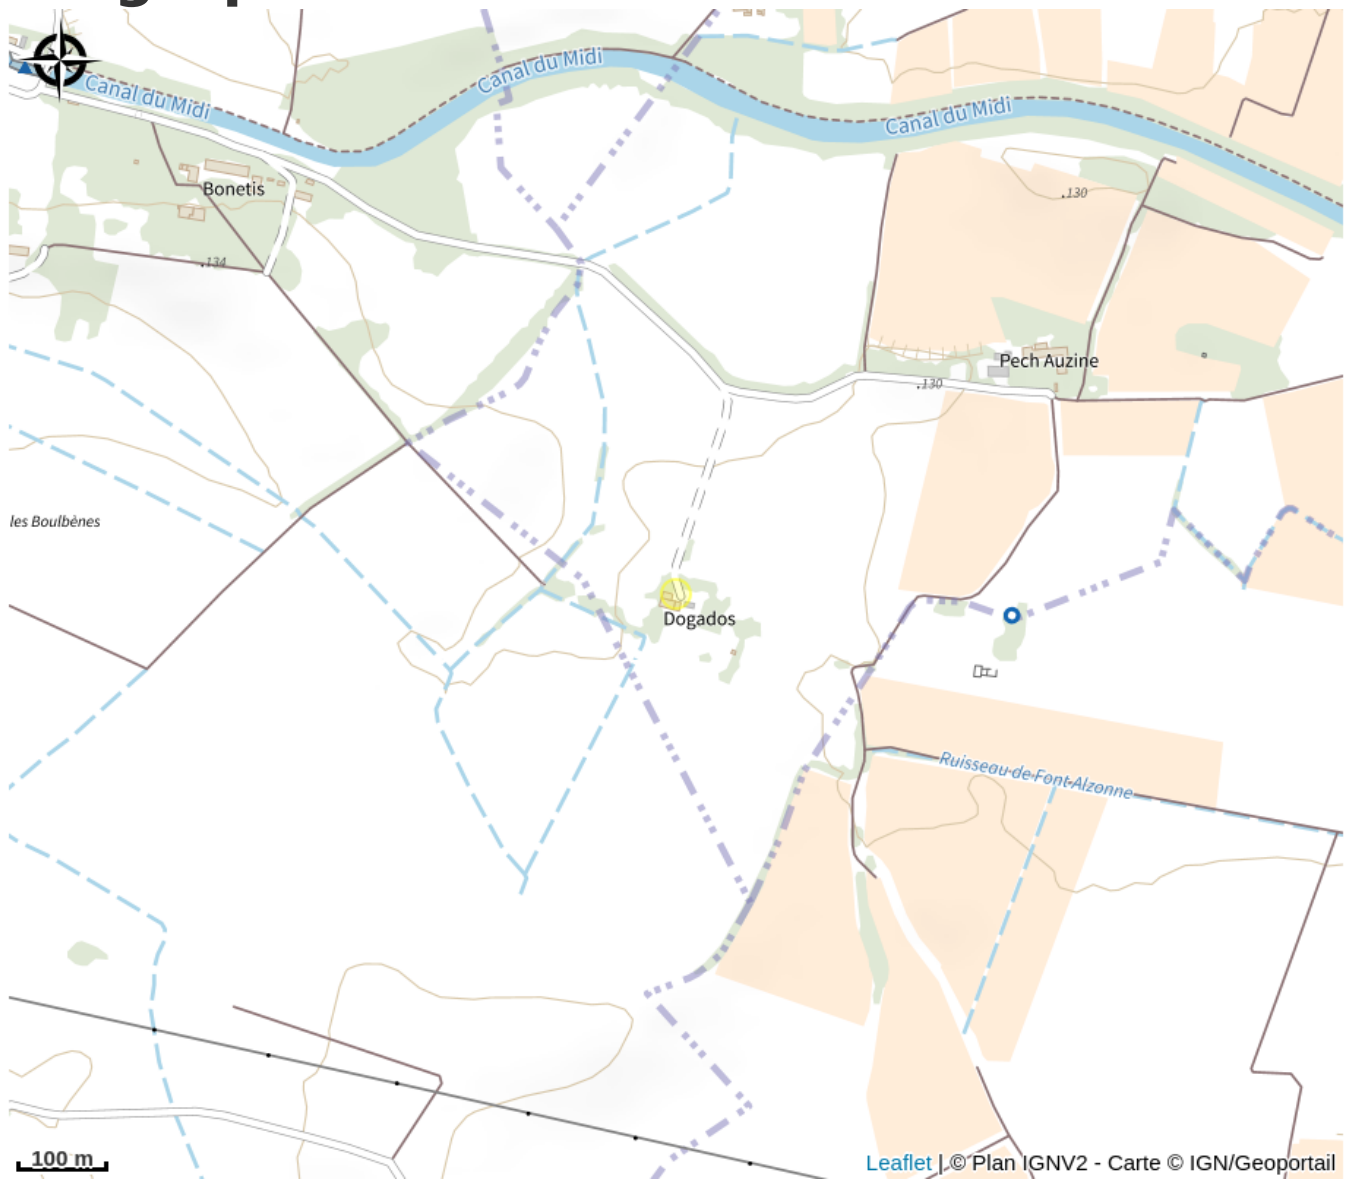 Canal du Midi
Canal du Midi
Canal du Midi
Bonetis
.130
.134
Pech Auzine
.130
les Boulbènes
Dogados
Ruisseau de Font Alzonne
100 m
Leaflet | © Plan IGNV2 - Carte © IGN/Geoportail